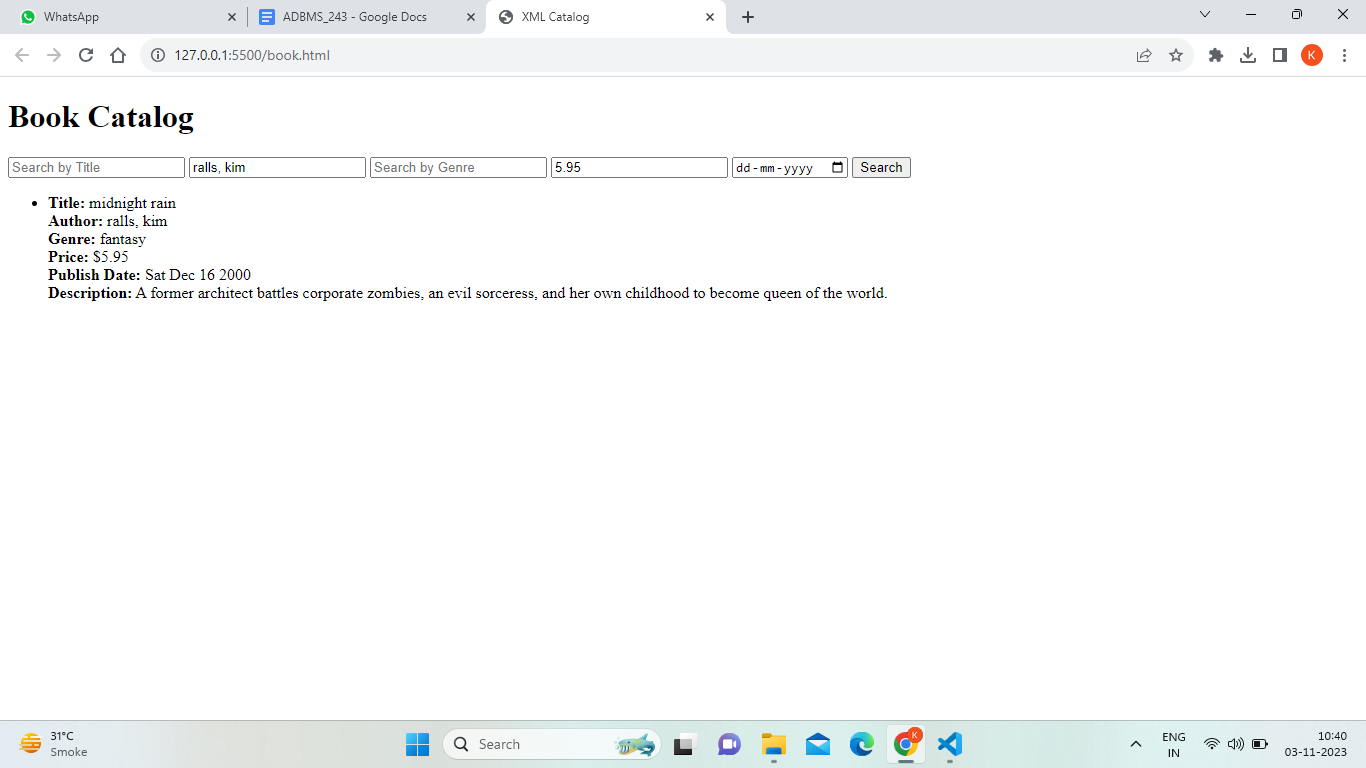 WhatsApp
ADBMS_243 - Google Docs
XML Catalog
127.0.0.1:5500/book.html
K
Book Catalog
Search by Title
ralls, kim
Search by Genre
5.95
dd-mm-yyyy
Search
Title: midnight rain
Author: ralls, kim
Genre: fantasy
Price: $5.95
Publish Date: Sat Dec 16 2000
Description: A former architect battles corporate zombies, an evil sorceress, and her own childhood to become queen of the world.
31°C
Smoke
Search
K
ENG
IN
10:40
03-11-2023